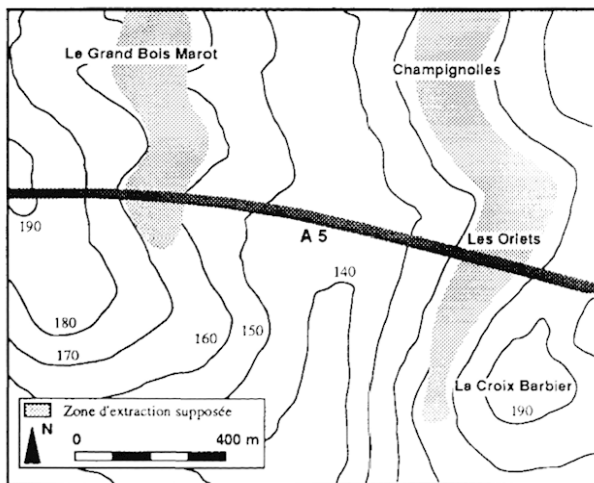 Le Grand Bois Marot
Champignolles
190
A 5
Les Oriets
140
180
150
160
170
La Croix Barbier
190
Zone d'extraction supposée
N
0
400 m